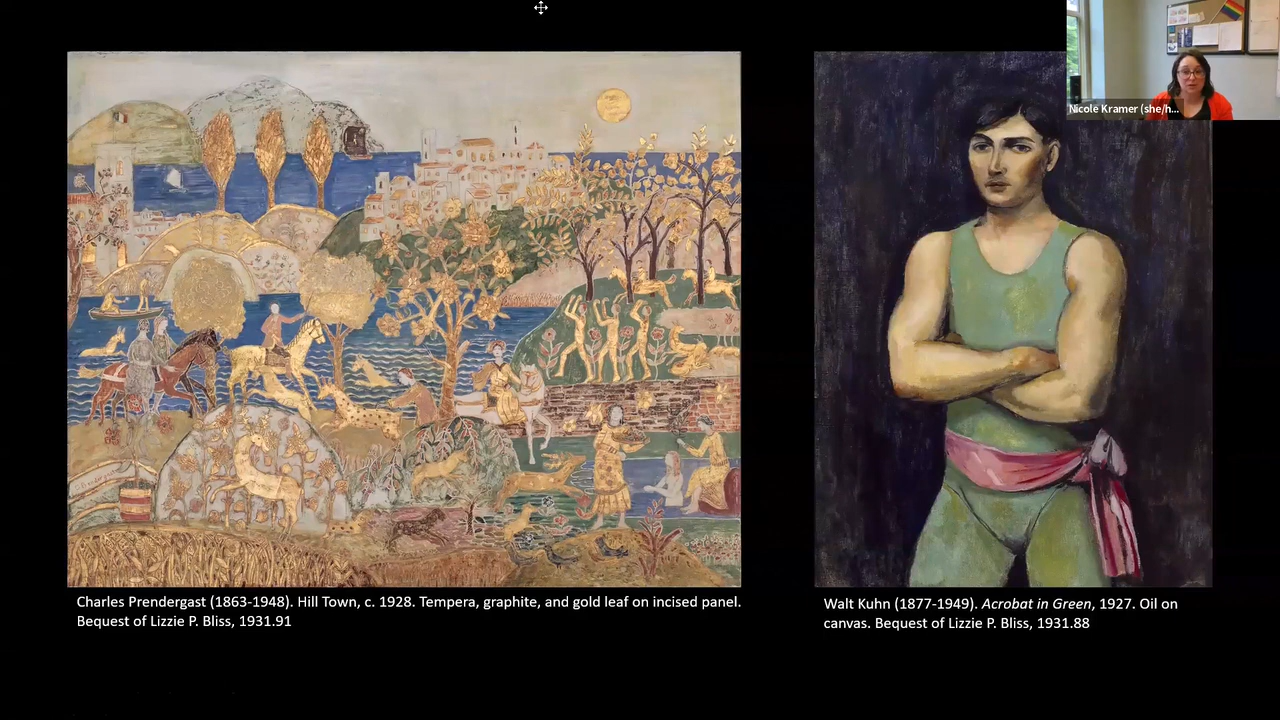 Nicole Kramer (she/h...
Charles Prendergast (1863-1948). Hill Town, c. 1928. Tempera, graphite, and gold leaf on incised panel.
Bequest of Lizzie P. Bliss, 1931.91
Walt Kuhn (1877-1949). Acrobat in Green, 1927. Oil on
canvas. Bequest of Lizzie P. Bliss, 1931.88